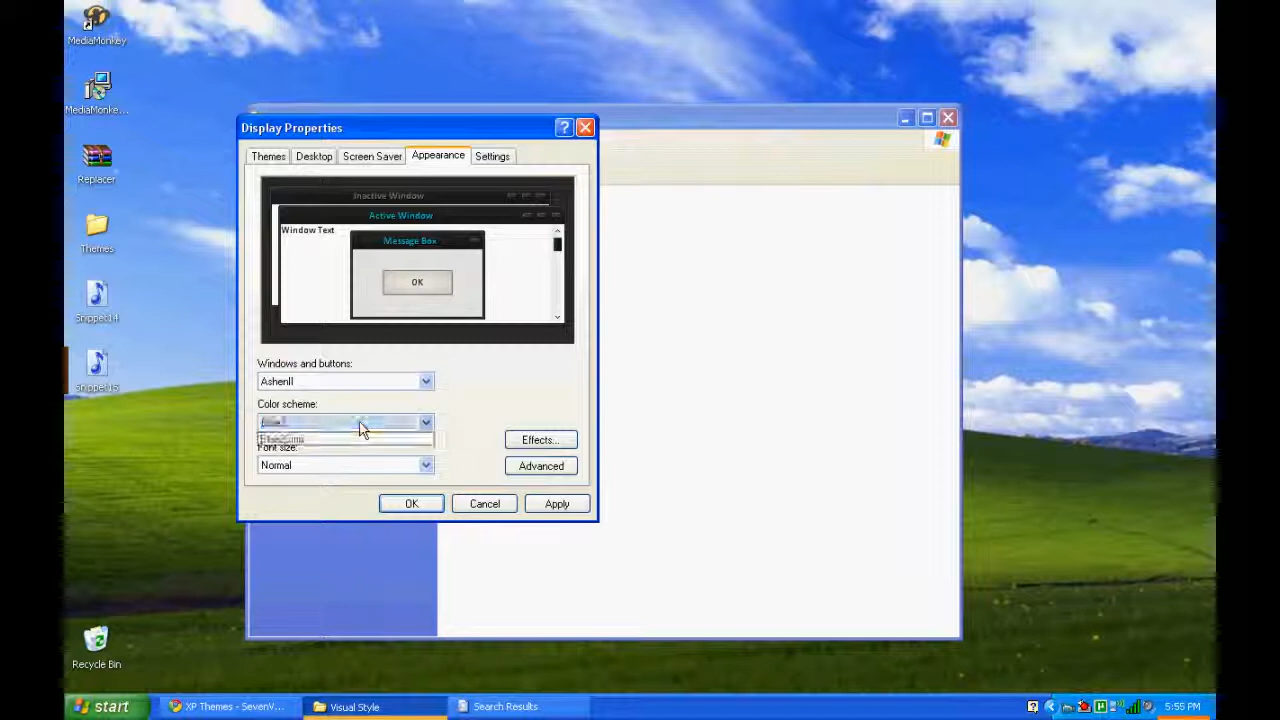 MediaMonkey
MediaMonke...
Replacer
Themes
Snippet14
Recycle Bin
Display Properties
?
Themes
Desktop
Screen Saver
Appearance
Settings
Inactive Window
Active Window
Window Text
Message Box
OK
Windows and buttons:
AshenII
Color scheme:
Font size:
Normal
Effects...
Advanced
OK
Cancel
Apply
start
XP Themes - SevenV...
Visual Style
Search Results
?
5:55 PM